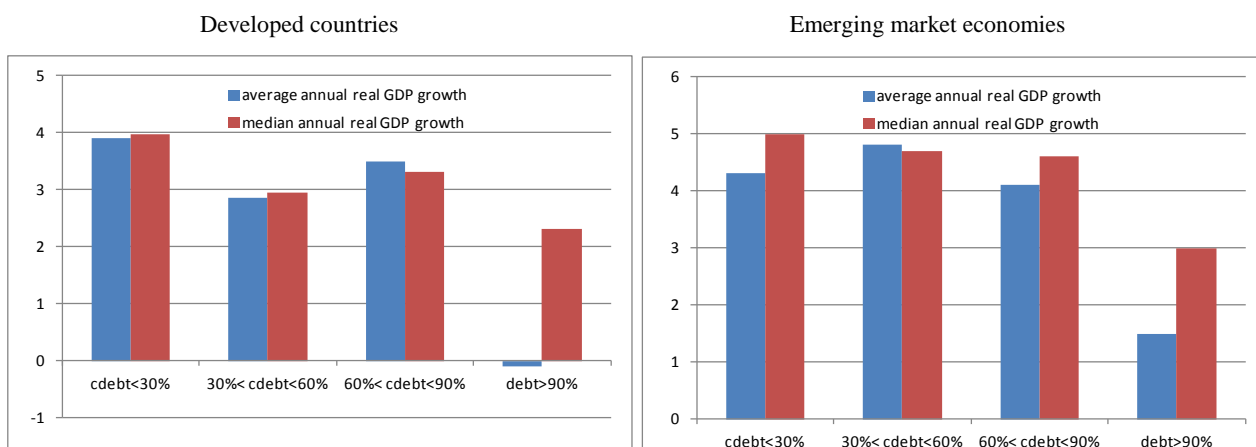 Developed countries
5
4
3
2
1
0
-1
average annual real GDP growth
median annual real GDP growth
cdebt<30%
30%< cdebt<60%
60%< cdebt<90%
debt>90%
Emerging market economies
6
5
4
3
2
1
0
average annual real GDP growth
median annual real GDP growth
cdebt<30%
30%< cdebt<60%
60%< cdebt<90%
debt>90%